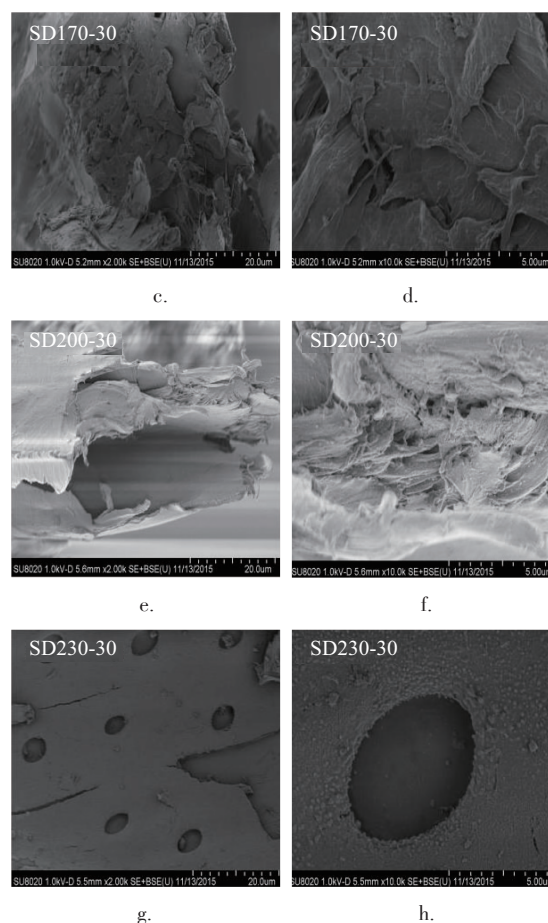 SD170-30
SD170-30
SU8020 1.0kV-D 5.2mm x2.00k SE+BSE(U) 11/13/2015 20.0um
SU8020 1.0kV-D 5.2mm x10.0k SE+BSE(U) 11/13/2015 5.00um
c.
d.
SD200-30
SD200-30
SU8020 1.0kV-D 5.6mm x2.00k SE+BSE(U) 11/13/2015 20.0um
SU8020 1.0kV-D 5.6mm x10.0k SE+BSE(U) 11/13/2015 5.00um
e.
f.
SD230-30
SD230-30
SU8020 1.0kV-D 5.5mm x2.00k SE+BSE(U) 11/13/2015 20.0um
SU8020 1.0kV-D 5.5mm x10.0k SE+BSE(U) 11/13/2015 5.00um
g.
h.